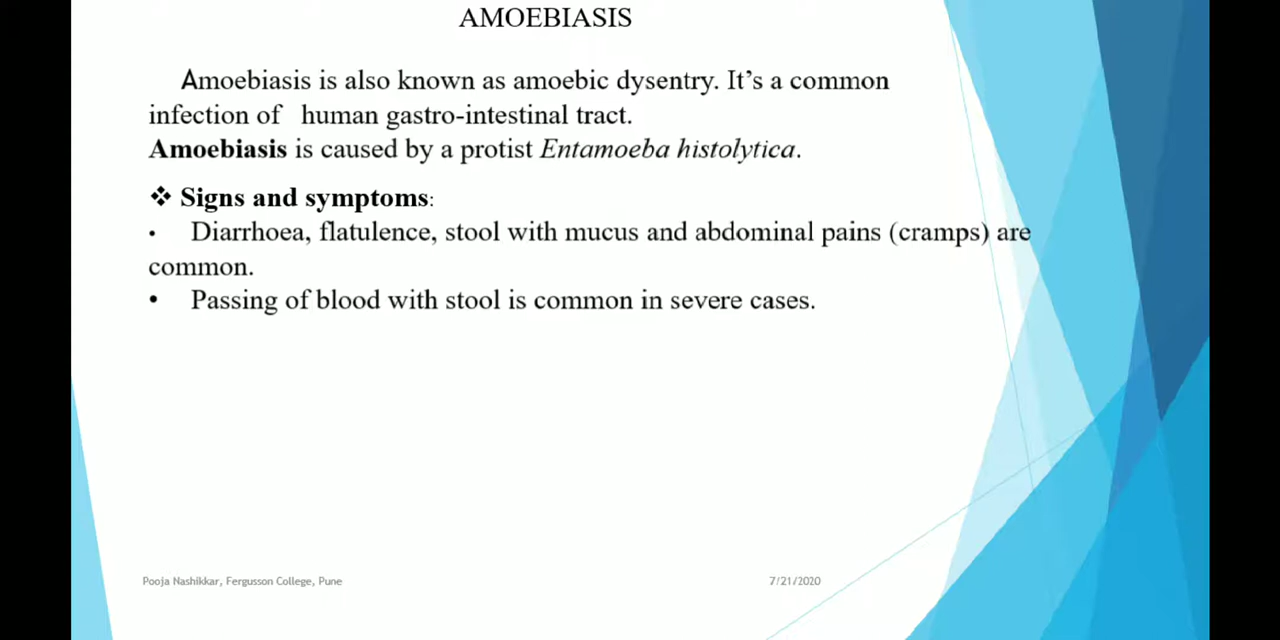 AMOEBIASIS
Amoebiasis is also known as amoebic dysentry. It’s a common
infection of human gastro-intestinal tract.
Amoebiasis is caused by a protist Entamoeba histolytica.
❖ Signs and symptoms:
• Diarrhoea, flatulence, stool with mucus and abdominal pains (cramps) are
common.
• Passing of blood with stool is common in severe cases.
Pooja Nashikkar, Fergusson College, Pune 7/21/2020